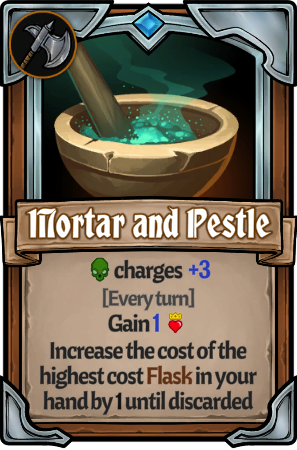 Mortar and Pestle
charges +3
[Every turn]
Gain 1
Increase the cost of the
highest cost Flask in your
hand by 1 until discarded